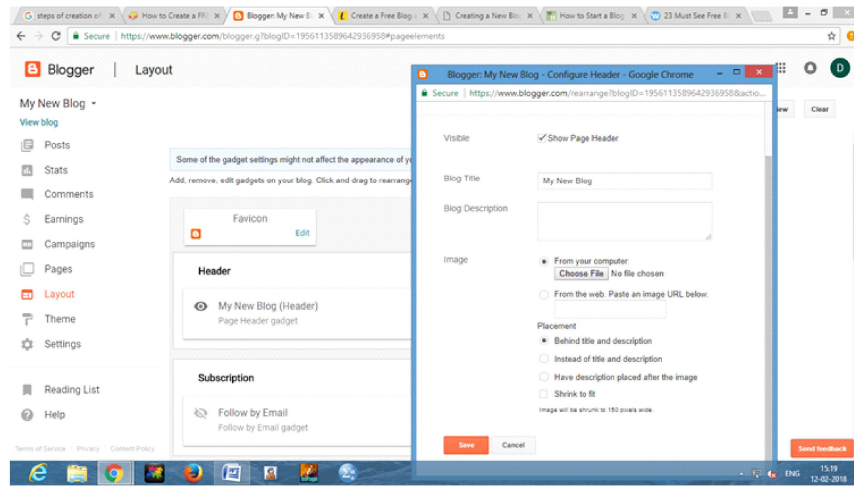 steps of creation of
How to Create a FRE
Blogger: My New B
Create a Free Blog
Creating a New Blog
How to Start a Blog
23 Must See Free B
Secure | https://www.blogger.com/blogger.g?blogID=1956113589642936958#pageelements
Blogger | Layout
D
My New Blog
View blog
Posts
Stats
Comments
Earnings
Campaigns
Pages
Layout
Theme
Settings
Reading List
Help
Terms of Service Privacy Content Policy
Some of the gadget settings might not affect the appearance of
Add, remove, edit gadgets on your blog. Click and drag to rearrange
Favicon
Edit
Header
My New Blog (Header)
Page Header gadget
Subscription
Follow by Email
Follow by Email gadget
Clear
Blogger: My New Blog - Configure Header - Google Chrome
Secure | https://www.blogger.com/rearrange?blogID=1956113589642936958&actio...
Visible
Show Page Header
Blog Title
My New Blog
Blog Description
Image
From your computer:
Choose File No file chosen
From the web. Paste an image URL below:
Placement
Behind title and description
Instead of title and description
Have description placed after the image
Shrink to fit
Image will be shrunk to 150 pixels wide.
Save
Cancel
Send feedback
ENG
15:19
12-02-2018